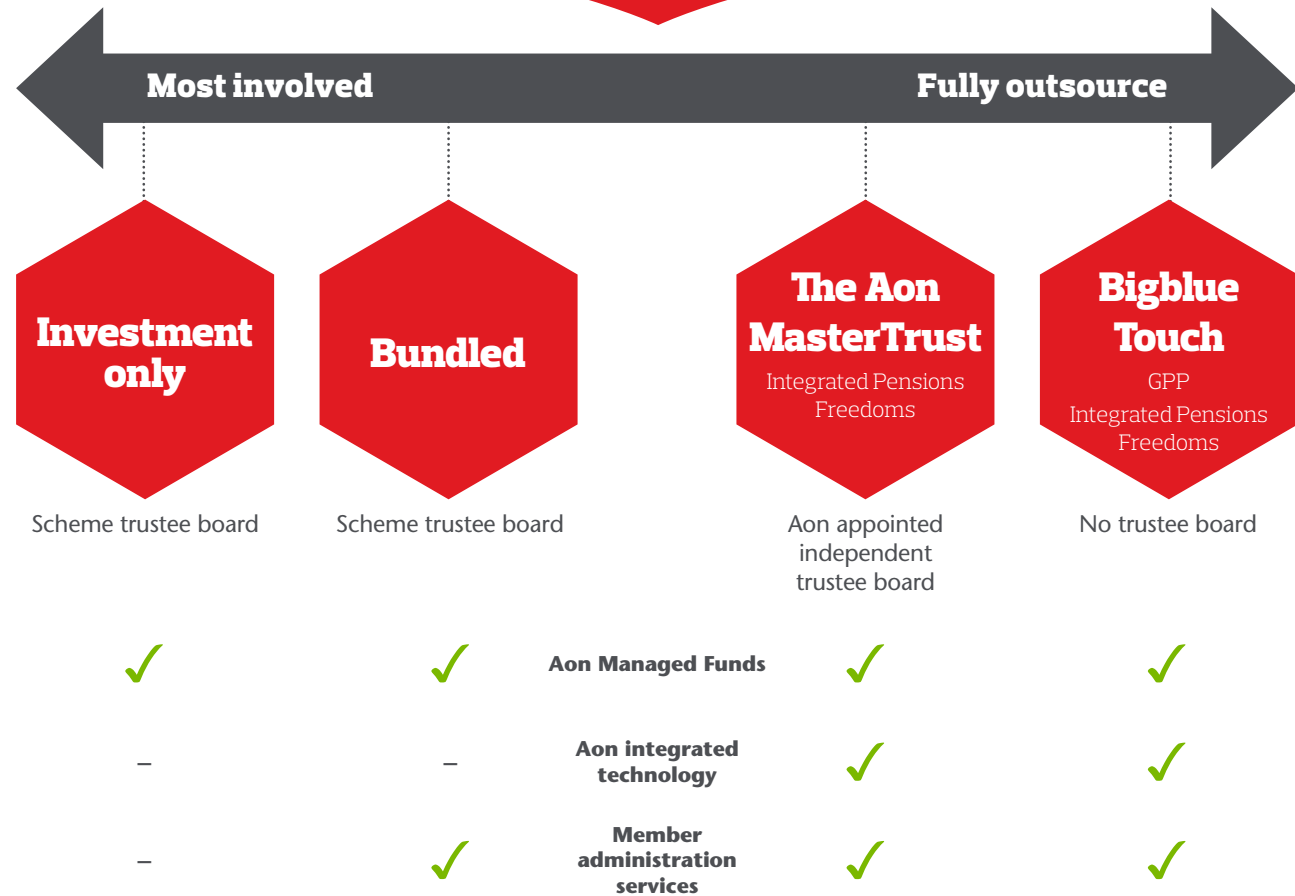 Most involved
Fully outsource
Investment
only
Bundled
The Aon
MasterTrust
Integrated Pensions
Freedoms
Bigblue
Touch
GPP
Integrated Pensions
Freedoms
Scheme trustee board
Scheme trustee board
Aon appointed
independent
trustee board
No trustee board
✓ ✓ Aon Managed Funds ✓ ✓
– – Aon integrated
technology ✓ ✓
– ✓ Member
administration
services ✓ ✓